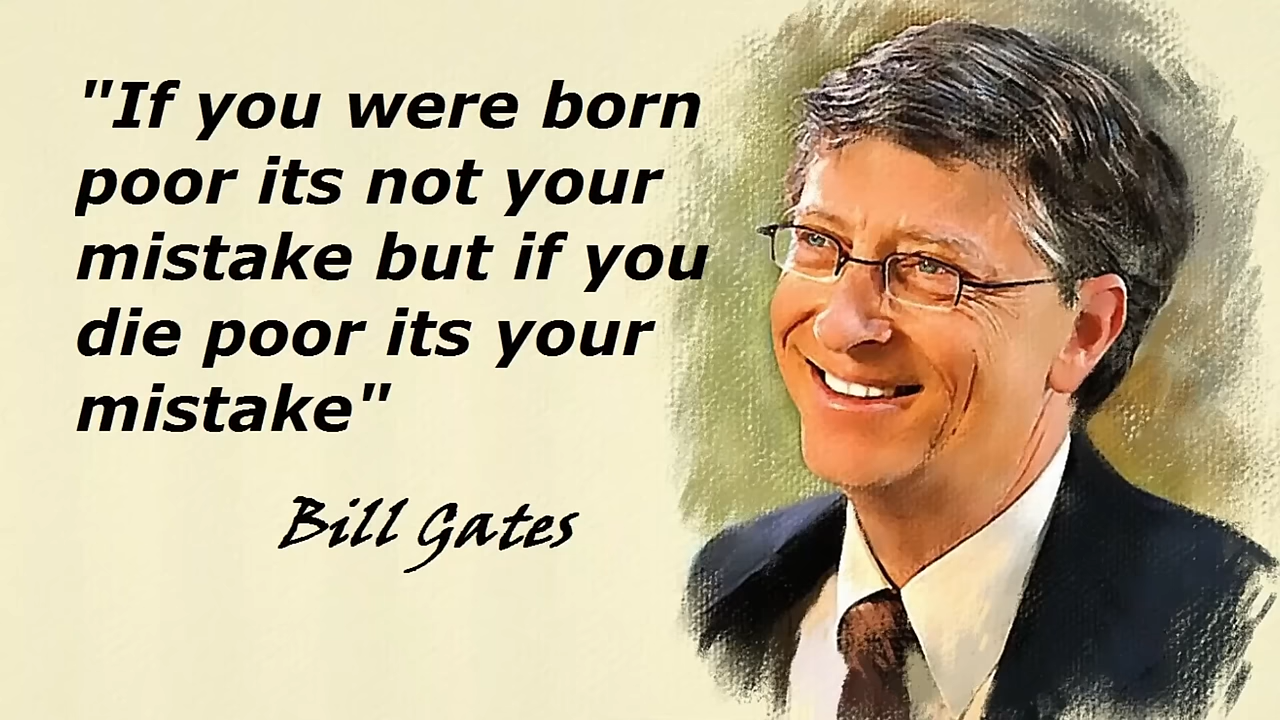 "If you were born
poor its not your
mistake but if you
die poor its your
mistake"
Bill Gates